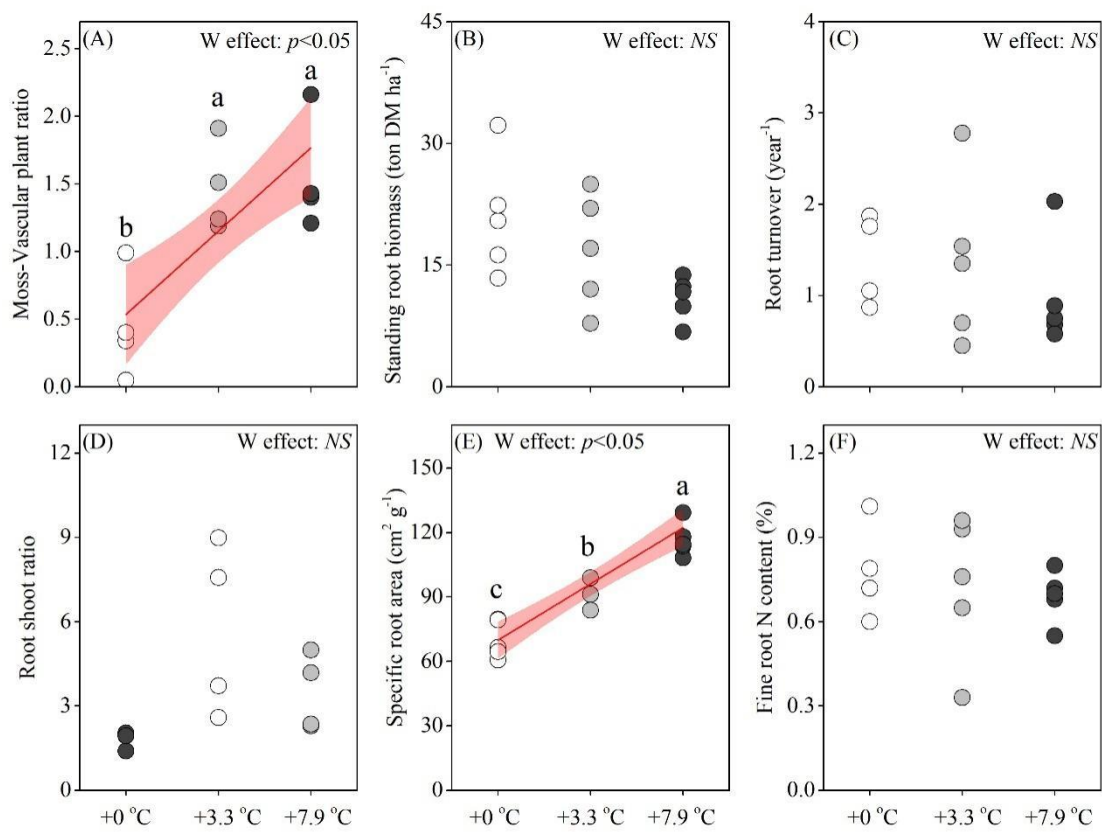 (A) W effect: p<0.05
a
a
b
2.5
2.0
1.5
1.0
0.5
0.0
Moss-Vascular plant ratio
(B) W effect: NS
45
30
15
0
Standing root biomass (ton DM ha⁻¹)
(C) W effect: NS
4
3
2
1
0
Root turnover (year⁻¹)
(D) W effect: NS
12
9
6
3
0
Root shoot ratio
+0 °C +3.3 °C +7.9 °C
(E) W effect: p<0.05
a
b
c
150
120
90
60
30
0
Specific root area (cm² g⁻¹)
+0 °C +3.3 °C +7.9 °C
(F) W effect: NS
1.2
0.9
0.6
0.3
0.0
Fine root N content (%)
+0 °C +3.3 °C +7.9 °C